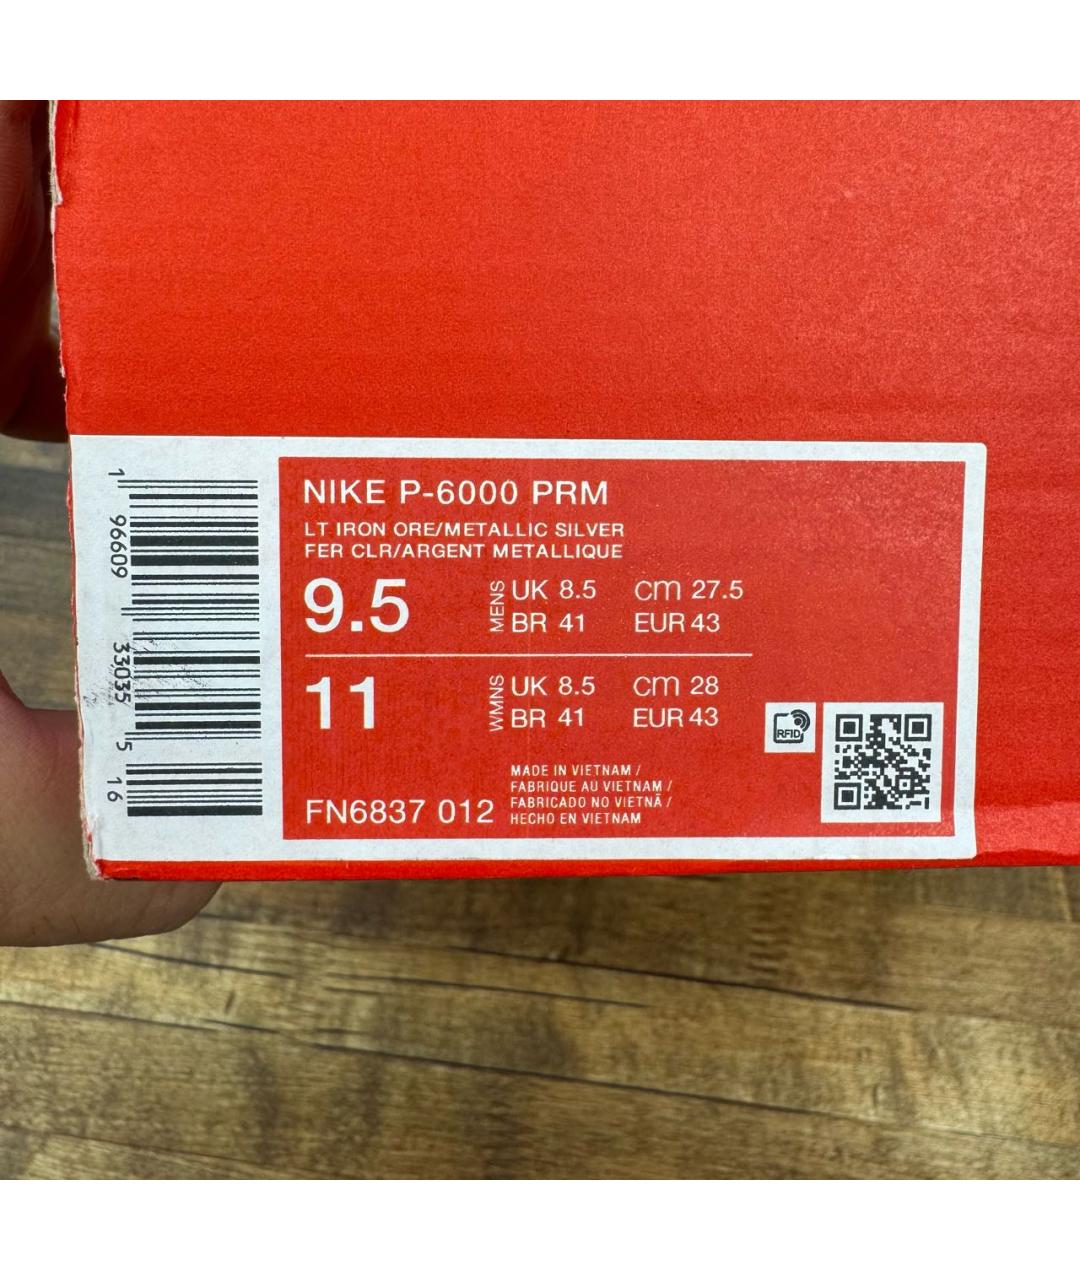 NIKE P-6000 PRM
LT IRON ORE/METALLIC SILVER
FER CLR/ARGENT METALLIQUE
9.5
MENS
UK 8.5 cm 27.5
BR 41 EUR 43
11
WMNS
UK 8.5 cm 28
BR 41 EUR 43
FN6837 012
MADE IN VIETNAM /
FABRIQUE AU VIETNAM /
FABRICADO NO VIETNÃ /
HECHO EN VIETNAM
RFID
1 96609 33035 5 16